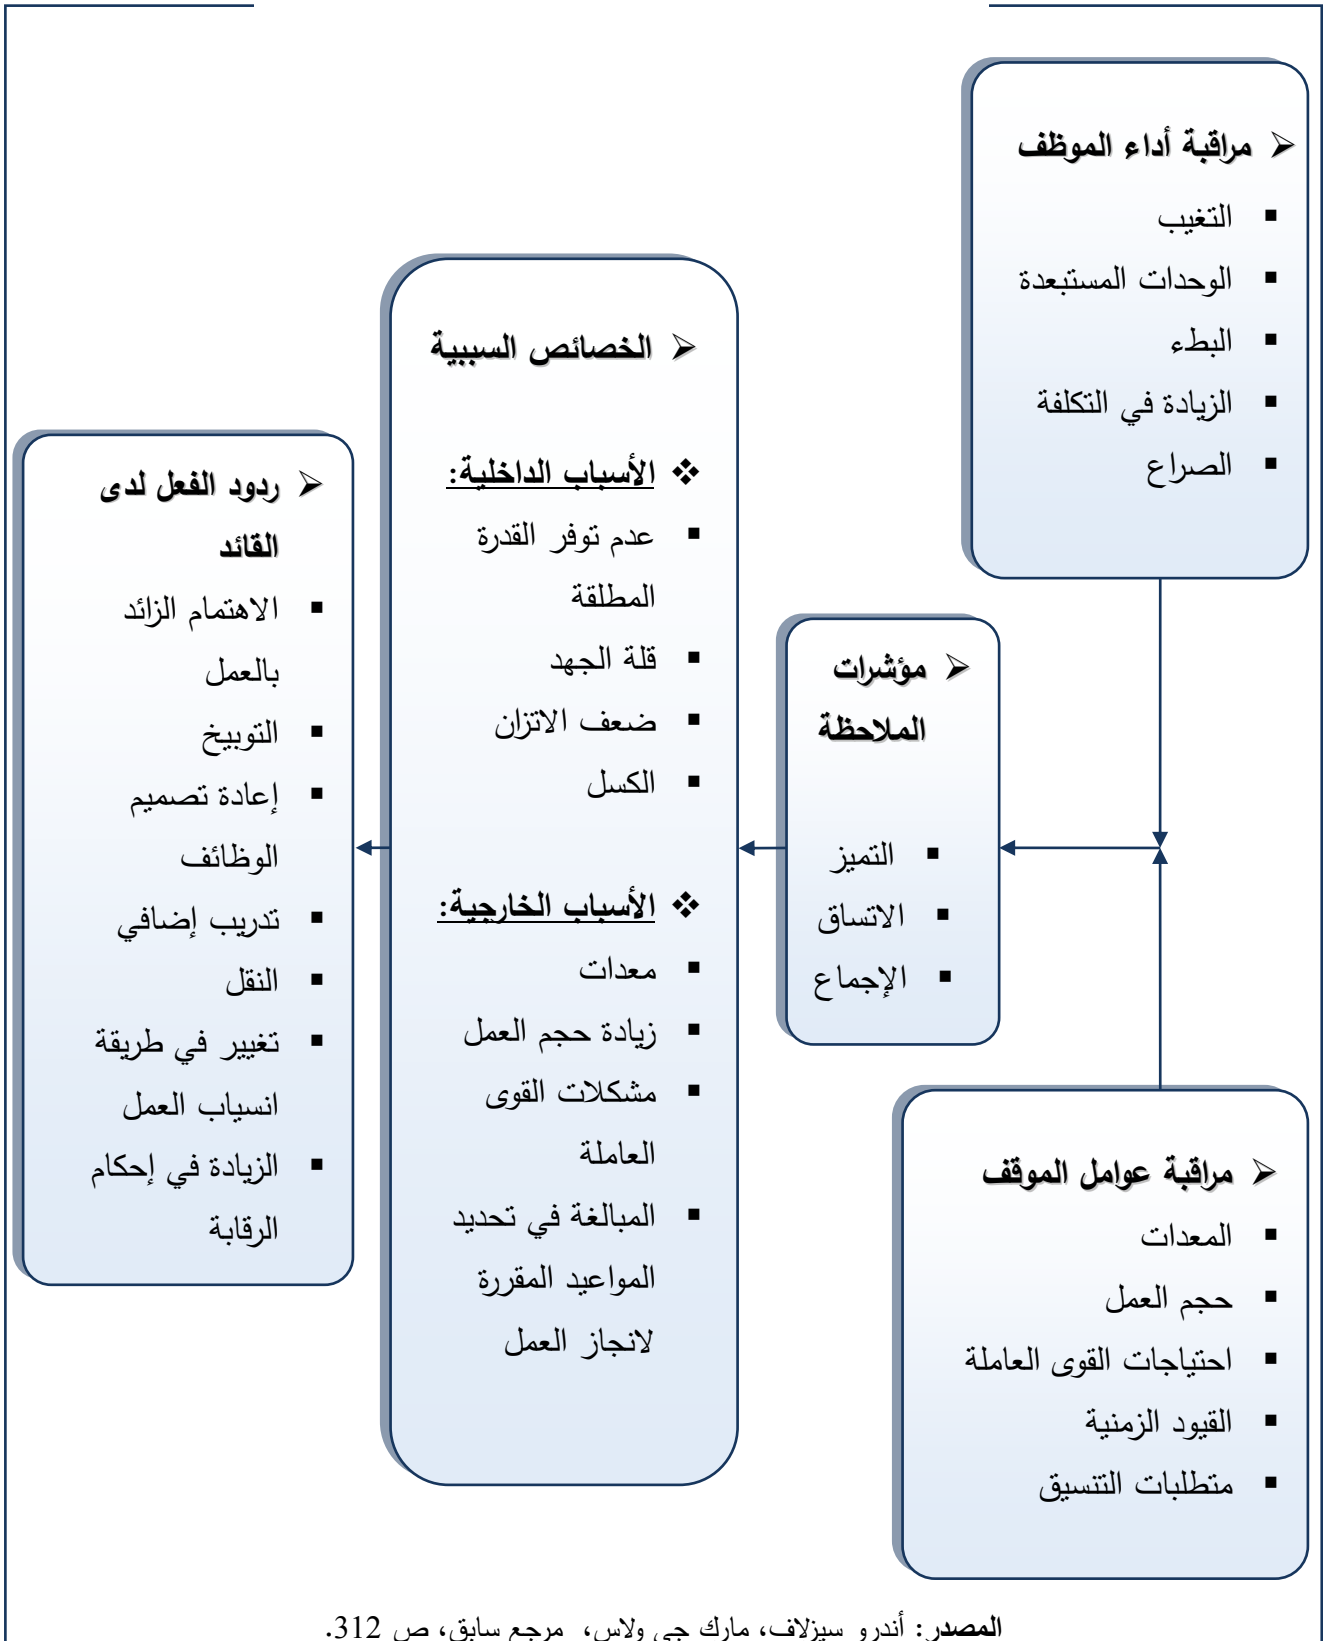 مراقبة أداء الموظف
التغيب
الوحدات المستبعدة
البطء
الزيادة في التكلفة
الصراع
مراقبة عوامل الموقف
المعدات
حجم العمل
احتياجات القوى العاملة
القيود الزمنية
متطلبات التنسيق
مؤشرات
الملاحظة
التميز
الاتساق
الإجماع
الخصائص السببية
الأسباب الداخلية:
عدم توفر القدرة
المطلقة
قلة الجهد
ضعف الاتزان
الكسل
الأسباب الخارجية:
معدات
زيادة حجم العمل
مشكلات القوى
العاملة
المبالغة في تحديد
المواعيد المقررة
لانجاز العمل
ردود الفعل لدى
القائد
الاهتمام الزائد
بالعمل
التوبيخ
إعادة تصميم
الوظائف
تدريب إضافي
النقل
تغيير في طريقة
انسياب العمل
الزيادة في إحكام
الرقابة
المصدر: أندرو سيزلاف، مارك جي ولاس، مرجع سابق، ص 312.